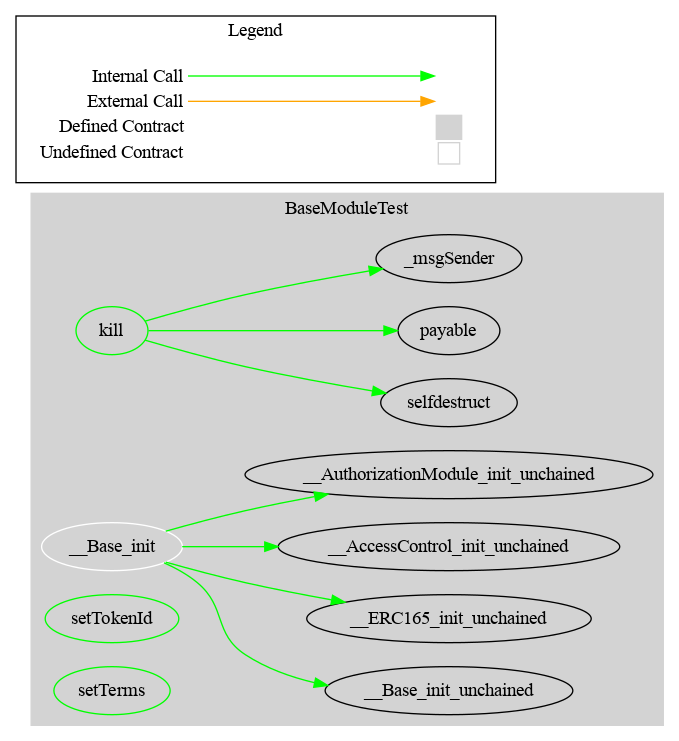 Legend
Internal Call
External Call
Defined Contract
Undefined Contract
BaseModuleTest
_msgSender
kill
payable
selfdestruct
__AuthorizationModule_init_unchained
__Base_init
__AccessControl_init_unchained
setTokenId
__ERC165_init_unchained
setTerms
__Base_init_unchained